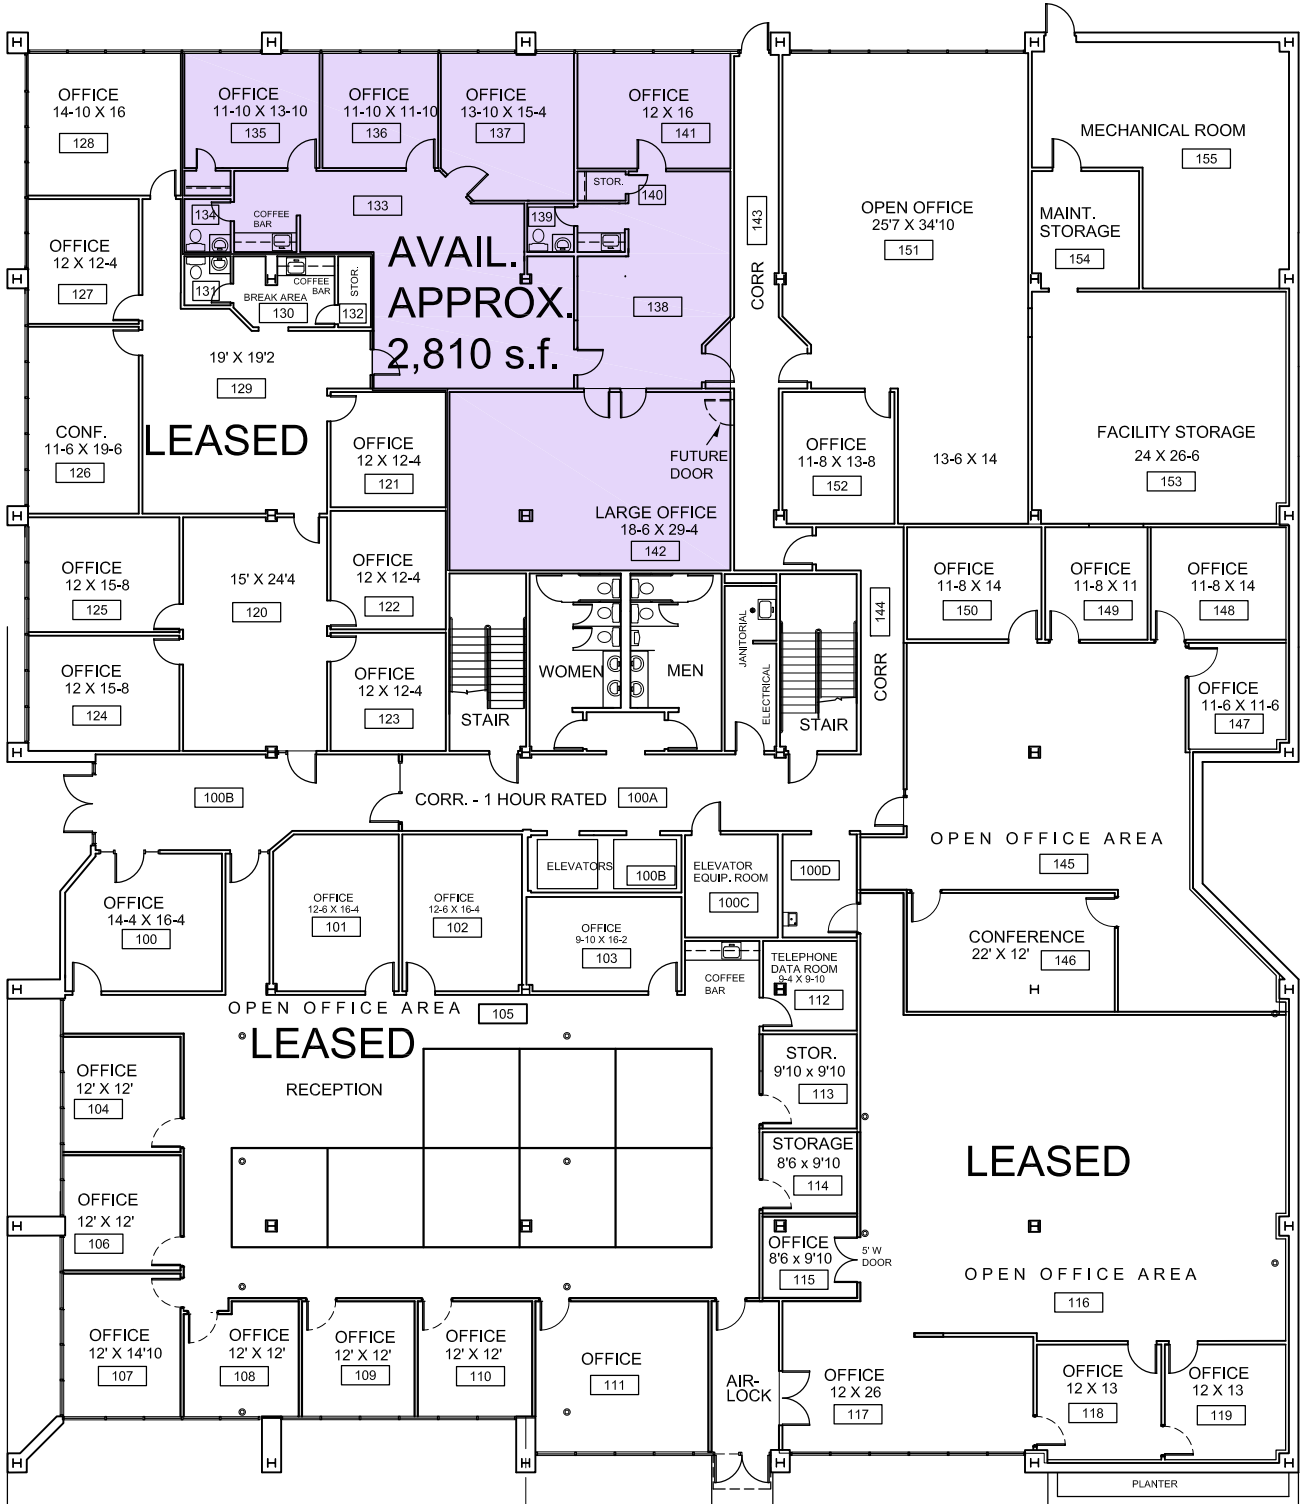 OFFICE
14-10 X 16
128
OFFICE
11-10 X 13-10
135
OFFICE
11-10 X 11-10
136
OFFICE
13-10 X 15-4
137
OFFICE
12 X 16
141
MECHANICAL ROOM
155
STOR.
140
133
134
COFFEE
BAR
139
143
CORR
OPEN OFFICE
25'7 X 34'10
151
MAINT.
STORAGE
154
OFFICE
12 X 12-4
127
AVAIL.
APPROX.
2,810 s.f.
131
COFFEE
BAR
BREAK AREA
130
STOR.
132
138
19' X 19'2
129
LEASED
CONF.
11-6 X 19-6
126
OFFICE
12 X 12-4
121
FUTURE
DOOR
OFFICE
11-8 X 13-8
152
13-6 X 14
FACILITY STORAGE
24 X 26-6
153
LARGE OFFICE
18-6 X 29-4
142
OFFICE
12 X 15-8
125
15' X 24'4
120
OFFICE
12 X 12-4
122
OFFICE
11-8 X 14
150
OFFICE
11-8 X 11
149
OFFICE
11-8 X 14
148
144
CORR
JANITORIAL
ELECTRICAL
WOMEN
MEN
OFFICE
12 X 15-8
124
OFFICE
12 X 12-4
123
STAIR
STAIR
OFFICE
11-6 X 11-6
147
100B
CORR. - 1 HOUR RATED
100A
OPEN OFFICE AREA
145
ELEVATORS
100B
ELEVATOR
EQUIP. ROOM
100C
100D
OFFICE
14-4 X 16-4
100
OFFICE
12-6 X 16-4
101
OFFICE
12-6 X 16-4
102
OFFICE
9-10 X 16-2
103
CONFERENCE
22' X 12'
146
COFFEE
BAR
TELEPHONE
DATA ROOM
9-4 X 9-10
112
OPEN OFFICE AREA
105
LEASED
RECEPTION
STOR.
9'10 x 9'10
113
OFFICE
12' X 12'
104
STORAGE
8'6 x 9'10
114
LEASED
OFFICE
12' X 12'
106
OFFICE
8'6 x 9'10
115
5' W
DOOR
OPEN OFFICE AREA
116
OFFICE
12' X 14'10
107
OFFICE
12' X 12'
108
OFFICE
12' X 12'
109
OFFICE
12' X 12'
110
OFFICE
111
AIR-
LOCK
OFFICE
12 X 26
117
OFFICE
12 X 13
118
OFFICE
12 X 13
119
PLANTER